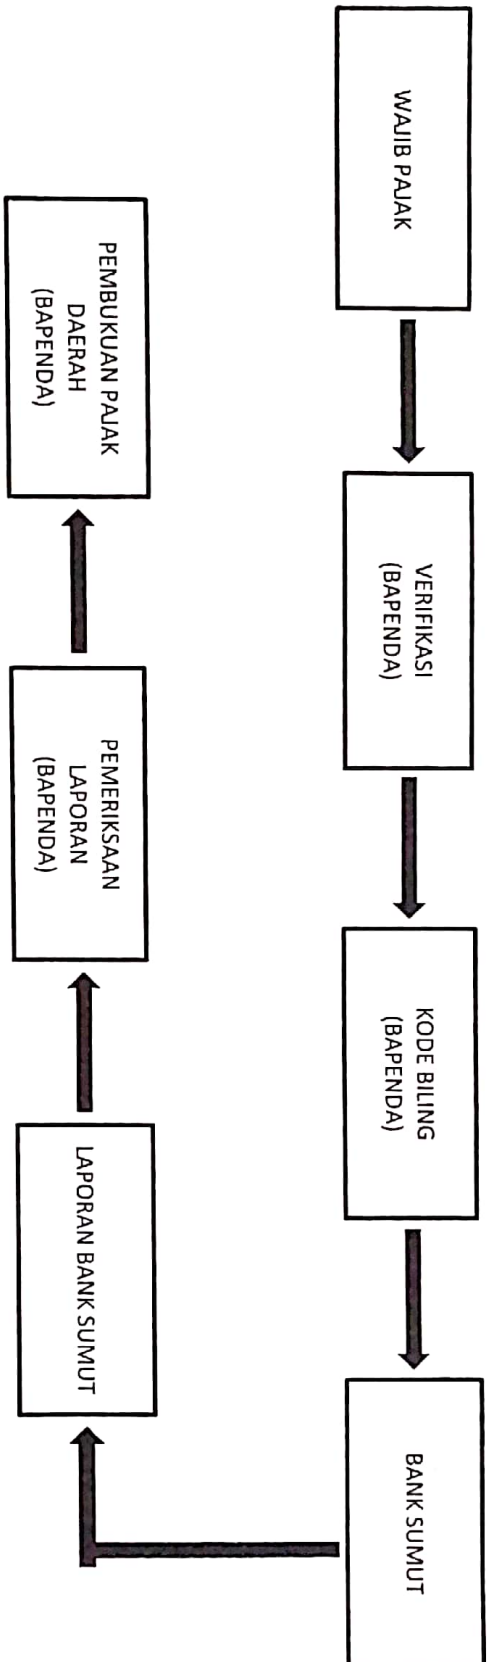 WAJIB PAJAK
VERIFIKASI
(BAPENDA)
KODE BILING
(BAPENDA)
BANK SUMUT
LAPORAN BANK SUMUT
PEMERIKSAAN
LAPORAN
(BAPENDA)
PEMBUKUAN PAJAK
DAERAH
(BAPENDA)